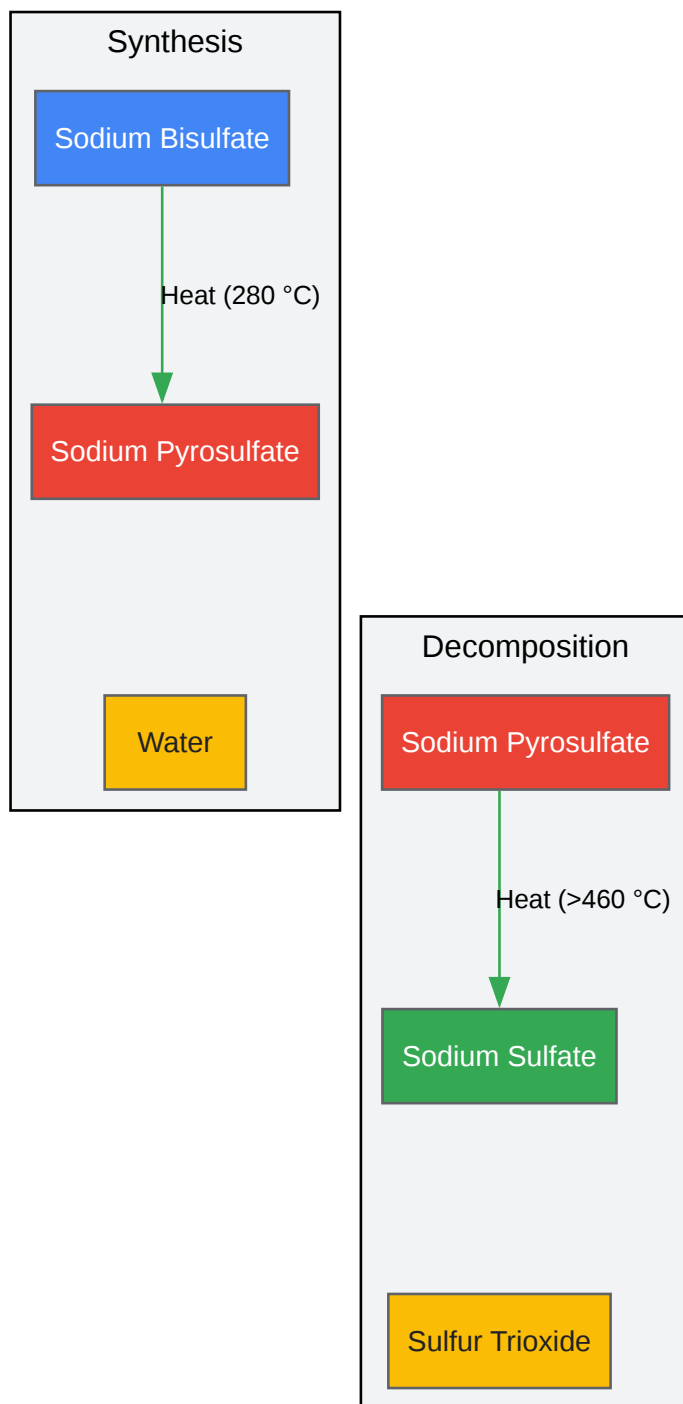 Synthesis
Sodium Bisulfate
Heat (280 °C)
Sodium Pyrosulfate
Water
Decomposition
Sodium Pyrosulfate
Heat (>460 °C)
Sodium Sulfate
Sulfur Trioxide